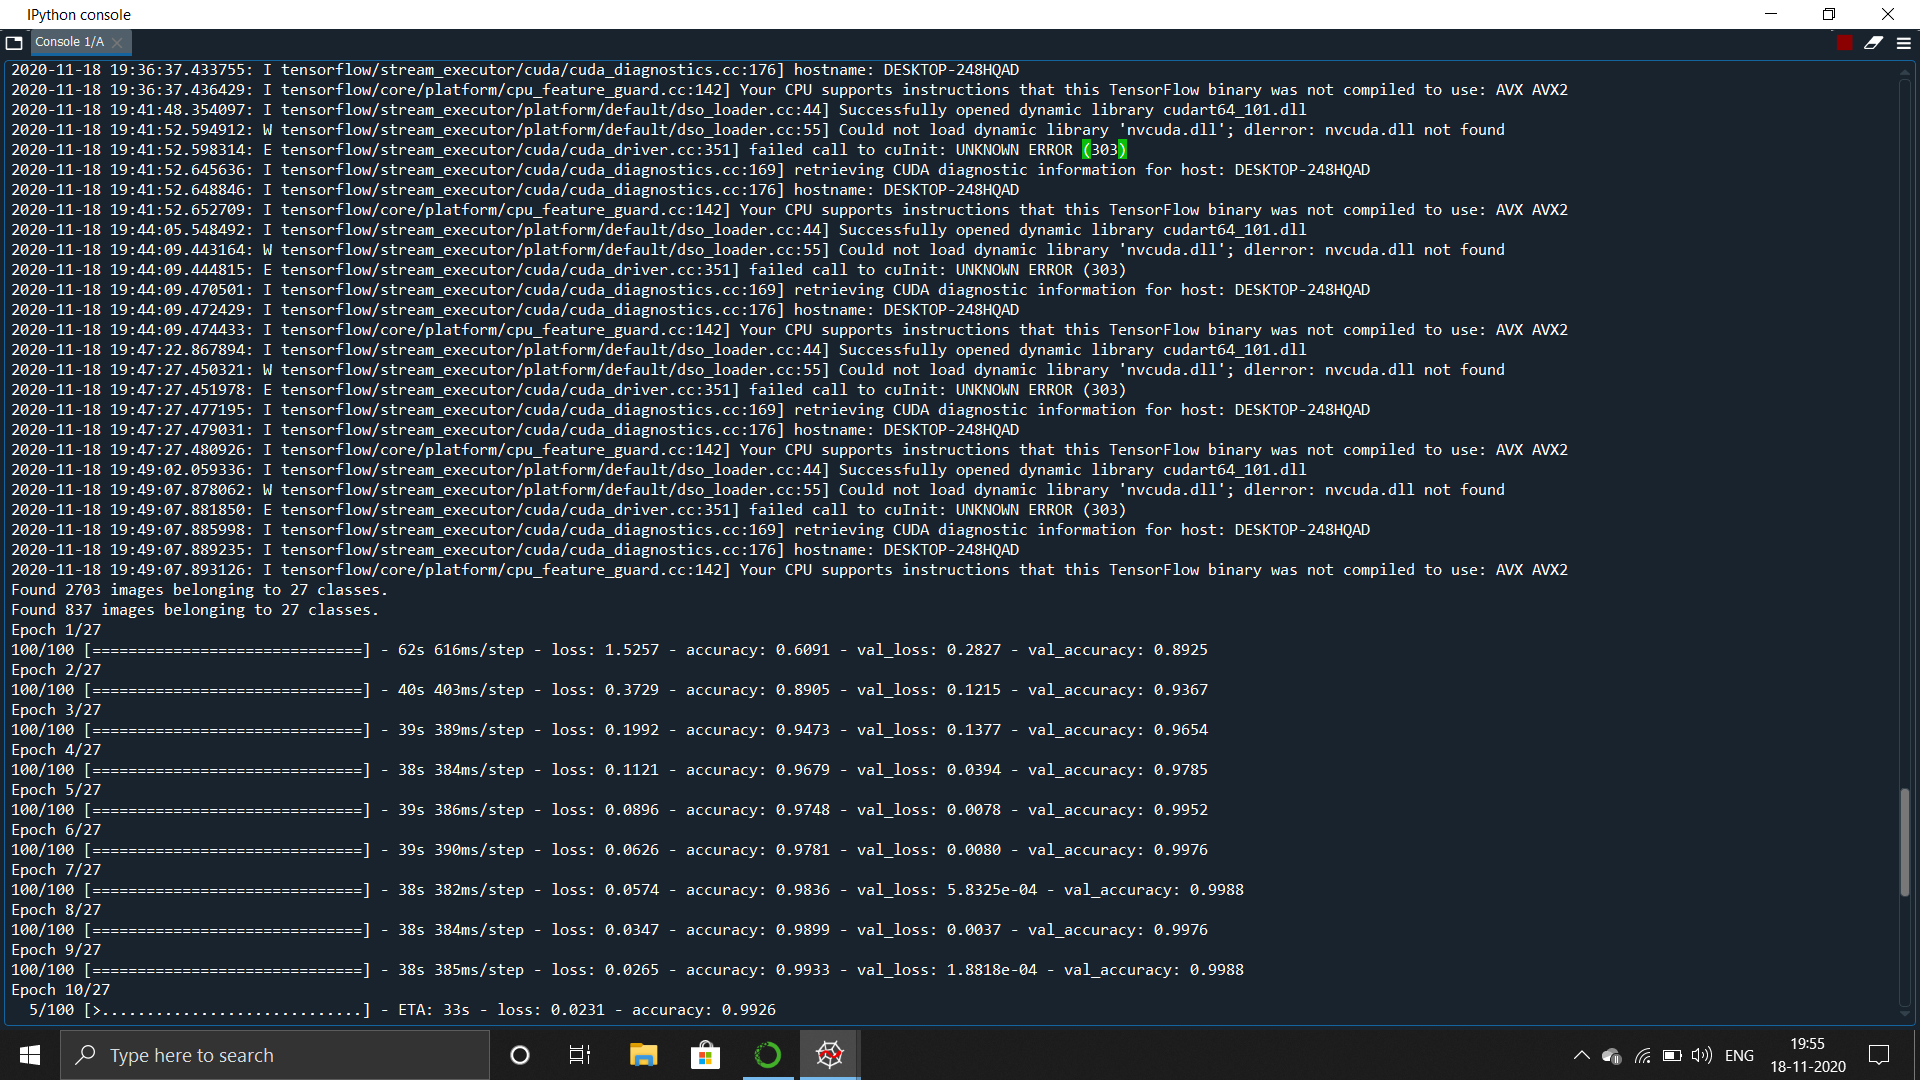 IPython console
Console 1/A
2020-11-18 19:36:37.433755: I tensorflow/stream_executor/cuda/cuda_diagnostics.cc:176] hostname: DESKTOP-248HQAD
2020-11-18 19:36:37.436429: I tensorflow/core/platform/cpu_feature_guard.cc:142] Your CPU supports instructions that this TensorFlow binary was not compiled to use: AVX AVX2
2020-11-18 19:41:48.354097: I tensorflow/stream_executor/platform/default/dso_loader.cc:44] Successfully opened dynamic library cudart64_101.dll
2020-11-18 19:41:52.594912: W tensorflow/stream_executor/platform/default/dso_loader.cc:55] Could not load dynamic library 'nvcuda.dll'; dlerror: nvcuda.dll not found
2020-11-18 19:41:52.598314: E tensorflow/stream_executor/cuda/cuda_driver.cc:351] failed call to cuInit: UNKNOWN ERROR (303)
2020-11-18 19:41:52.645636: I tensorflow/stream_executor/cuda/cuda_diagnostics.cc:169] retrieving CUDA diagnostic information for host: DESKTOP-248HQAD
2020-11-18 19:41:52.648846: I tensorflow/stream_executor/cuda/cuda_diagnostics.cc:176] hostname: DESKTOP-248HQAD
2020-11-18 19:41:52.652709: I tensorflow/core/platform/cpu_feature_guard.cc:142] Your CPU supports instructions that this TensorFlow binary was not compiled to use: AVX AVX2
2020-11-18 19:44:05.548492: I tensorflow/stream_executor/platform/default/dso_loader.cc:44] Successfully opened dynamic library cudart64_101.dll
2020-11-18 19:44:09.443164: W tensorflow/stream_executor/platform/default/dso_loader.cc:55] Could not load dynamic library 'nvcuda.dll'; dlerror: nvcuda.dll not found
2020-11-18 19:44:09.444815: E tensorflow/stream_executor/cuda/cuda_driver.cc:351] failed call to cuInit: UNKNOWN ERROR (303)
2020-11-18 19:44:09.470501: I tensorflow/stream_executor/cuda/cuda_diagnostics.cc:169] retrieving CUDA diagnostic information for host: DESKTOP-248HQAD
2020-11-18 19:44:09.472429: I tensorflow/stream_executor/cuda/cuda_diagnostics.cc:176] hostname: DESKTOP-248HQAD
2020-11-18 19:44:09.474433: I tensorflow/core/platform/cpu_feature_guard.cc:142] Your CPU supports instructions that this TensorFlow binary was not compiled to use: AVX AVX2
2020-11-18 19:47:22.867894: I tensorflow/stream_executor/platform/default/dso_loader.cc:44] Successfully opened dynamic library cudart64_101.dll
2020-11-18 19:47:27.450321: W tensorflow/stream_executor/platform/default/dso_loader.cc:55] Could not load dynamic library 'nvcuda.dll'; dlerror: nvcuda.dll not found
2020-11-18 19:47:27.451978: E tensorflow/stream_executor/cuda/cuda_driver.cc:351] failed call to cuInit: UNKNOWN ERROR (303)
2020-11-18 19:47:27.477195: I tensorflow/stream_executor/cuda/cuda_diagnostics.cc:169] retrieving CUDA diagnostic information for host: DESKTOP-248HQAD
2020-11-18 19:47:27.479031: I tensorflow/stream_executor/cuda/cuda_diagnostics.cc:176] hostname: DESKTOP-248HQAD
2020-11-18 19:47:27.480926: I tensorflow/core/platform/cpu_feature_guard.cc:142] Your CPU supports instructions that this TensorFlow binary was not compiled to use: AVX AVX2
2020-11-18 19:49:02.059336: I tensorflow/stream_executor/platform/default/dso_loader.cc:44] Successfully opened dynamic library cudart64_101.dll
2020-11-18 19:49:07.878062: W tensorflow/stream_executor/platform/default/dso_loader.cc:55] Could not load dynamic library 'nvcuda.dll'; dlerror: nvcuda.dll not found
2020-11-18 19:49:07.881850: E tensorflow/stream_executor/cuda/cuda_driver.cc:351] failed call to cuInit: UNKNOWN ERROR (303)
2020-11-18 19:49:07.885998: I tensorflow/stream_executor/cuda/cuda_diagnostics.cc:169] retrieving CUDA diagnostic information for host: DESKTOP-248HQAD
2020-11-18 19:49:07.889235: I tensorflow/stream_executor/cuda/cuda_diagnostics.cc:176] hostname: DESKTOP-248HQAD
2020-11-18 19:49:07.893126: I tensorflow/core/platform/cpu_feature_guard.cc:142] Your CPU supports instructions that this TensorFlow binary was not compiled to use: AVX AVX2
Found 2703 images belonging to 27 classes.
Found 837 images belonging to 27 classes.
Epoch 1/27
100/100 [==============================] - 62s 616ms/step - loss: 1.5257 - accuracy: 0.6091 - val_loss: 0.2827 - val_accuracy: 0.8925
Epoch 2/27
100/100 [==============================] - 40s 403ms/step - loss: 0.3729 - accuracy: 0.8905 - val_loss: 0.1215 - val_accuracy: 0.9367
Epoch 3/27
100/100 [==============================] - 39s 389ms/step - loss: 0.1992 - accuracy: 0.9473 - val_loss: 0.1377 - val_accuracy: 0.9654
Epoch 4/27
100/100 [==============================] - 38s 384ms/step - loss: 0.1121 - accuracy: 0.9679 - val_loss: 0.0394 - val_accuracy: 0.9785
Epoch 5/27
100/100 [==============================] - 39s 386ms/step - loss: 0.0896 - accuracy: 0.9748 - val_loss: 0.0078 - val_accuracy: 0.9952
Epoch 6/27
100/100 [==============================] - 39s 390ms/step - loss: 0.0626 - accuracy: 0.9781 - val_loss: 0.0080 - val_accuracy: 0.9976
Epoch 7/27
100/100 [==============================] - 38s 382ms/step - loss: 0.0574 - accuracy: 0.9836 - val_loss: 5.8325e-04 - val_accuracy: 0.9988
Epoch 8/27
100/100 [==============================] - 38s 384ms/step - loss: 0.0347 - accuracy: 0.9899 - val_loss: 0.0037 - val_accuracy: 0.9976
Epoch 9/27
100/100 [==============================] - 38s 385ms/step - loss: 0.0265 - accuracy: 0.9933 - val_loss: 1.8818e-04 - val_accuracy: 0.9988
Epoch 10/27
5/100 [>.............................] - ETA: 33s - loss: 0.0231 - accuracy: 0.9926
Type here to search
ENG
19:55
18-11-2020